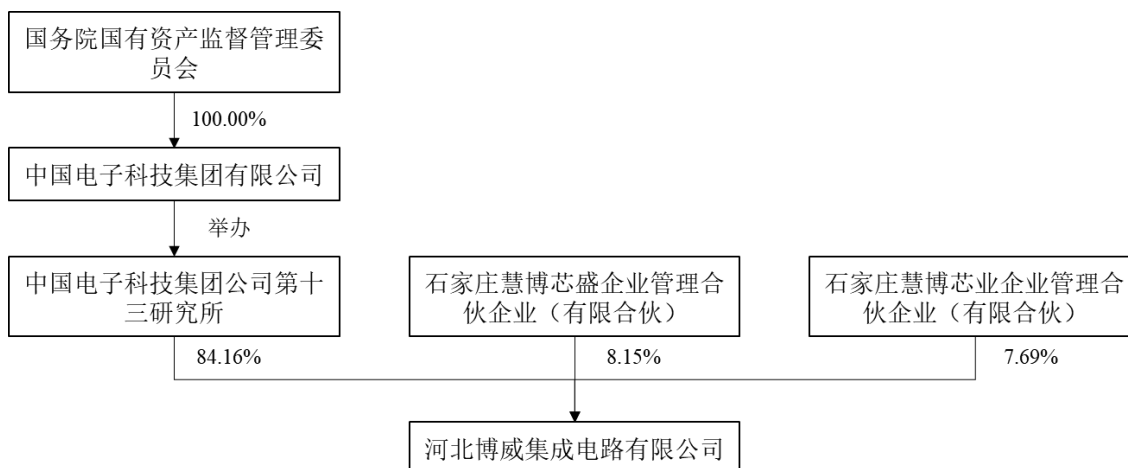 国务院国有资产监督管理委
员会
100.00%
中国电子科技集团有限公司
举办
中国电子科技集团公司第十
三研究所
石家庄慧博芯盛企业管理合
伙企业（有限合伙）
石家庄慧博芯业企业管理合
伙企业（有限合伙）
84.16%
8.15%
7.69%
河北博威集成电路有限公司